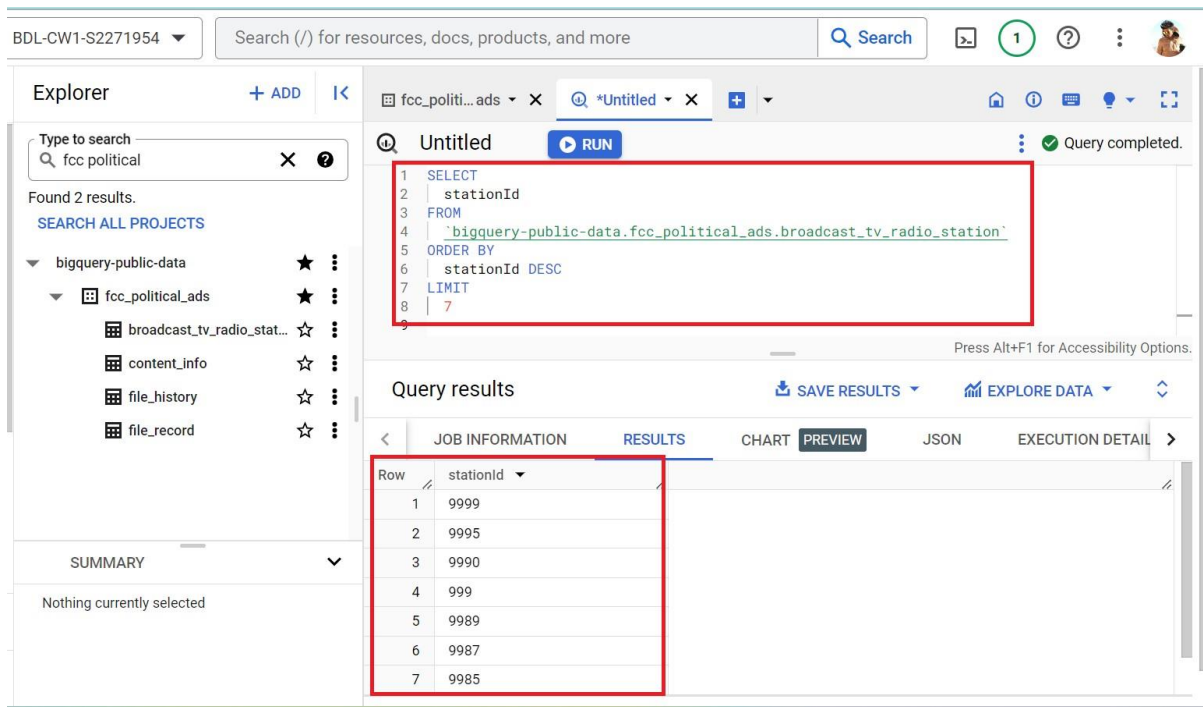 BDL-CW1-S2271954
Search (/) for resources, docs, products, and more
Search
1
Explorer
+ ADD
Type to search
fcc political
Found 2 results.
SEARCH ALL PROJECTS
bigquery-public-data
fcc_political_ads
broadcast_tv_radio_stat...
content_info
file_history
file_record
SUMMARY
Nothing currently selected
fcc_politi... ads
*Untitled
Untitled
RUN
Query completed.
1 SELECT
2 stationId
3 FROM
4 `bigquery-public-data.fcc_political_ads.broadcast_tv_radio_station`
5 ORDER BY
6 stationId DESC
7 LIMIT
8 7
9
Press Alt+F1 for Accessibility Options.
Query results
SAVE RESULTS
EXPLORE DATA
JOB INFORMATION
RESULTS
CHART PREVIEW
JSON
EXECUTION DETAIL
Row stationId
1 9999
2 9995
3 9990
4 999
5 9989
6 9987
7 9985